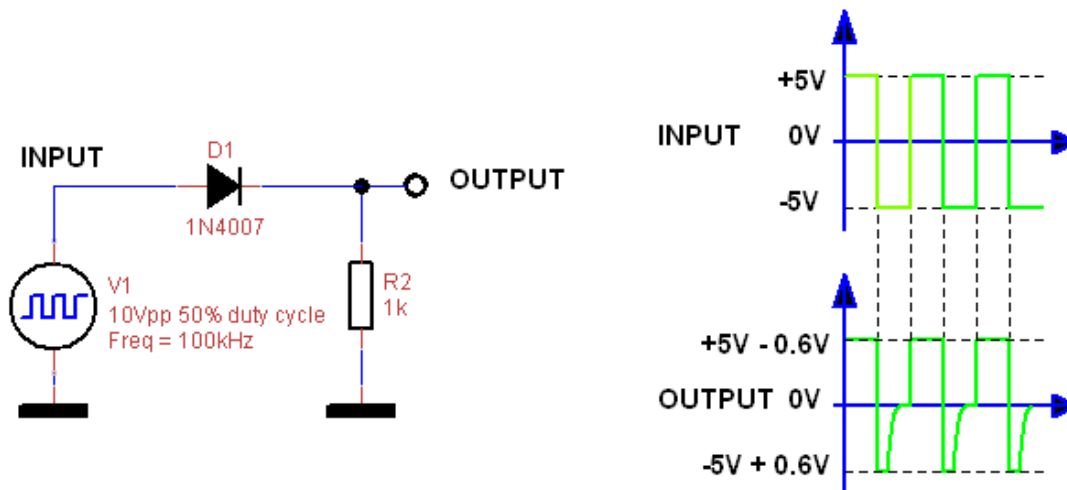 INPUT
D1
1N4007
OUTPUT
V1
10Vpp 50% duty cycle
Freq = 100kHz
R2
1k
+5V
INPUT 0V
-5V
+5V - 0.6V
OUTPUT 0V
-5V + 0.6V